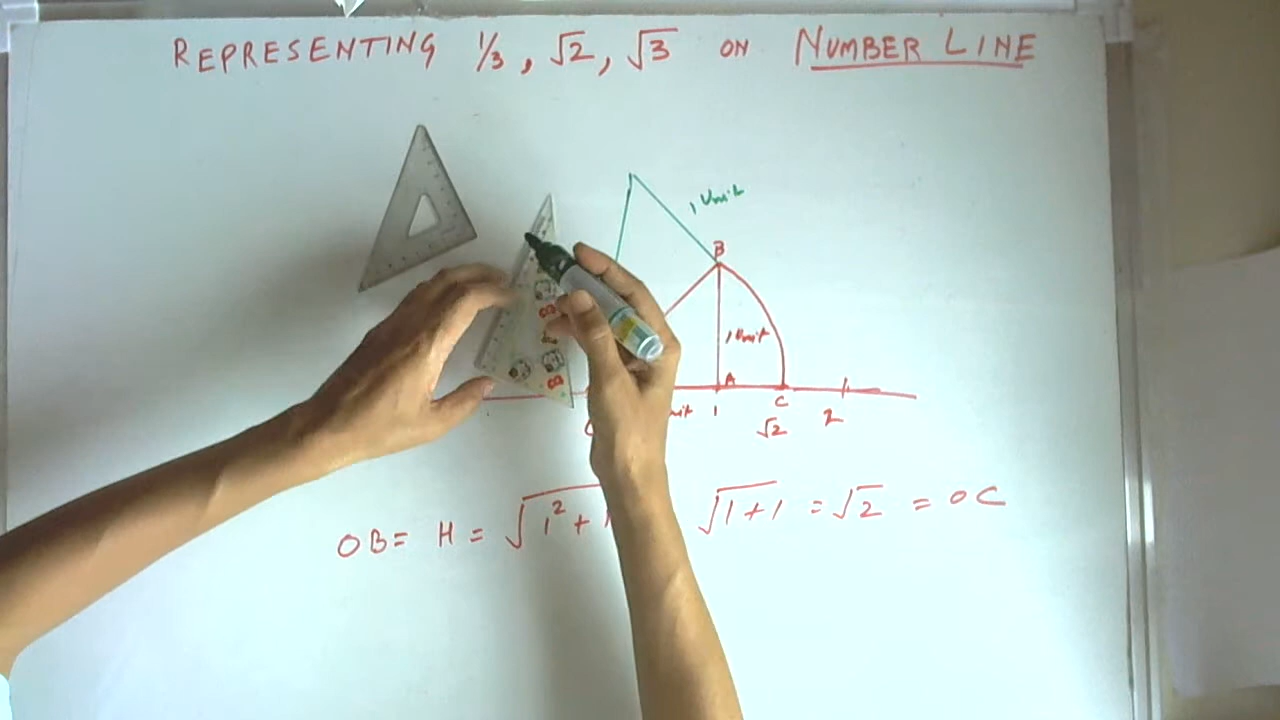 REPRESENTING 1/3, √2, √3 ON NUMBER LINE
1 Unit
B
1 Unit
A
1 C
√2 2
OB = H = √1² + 1 √1+1 = √2 = OC